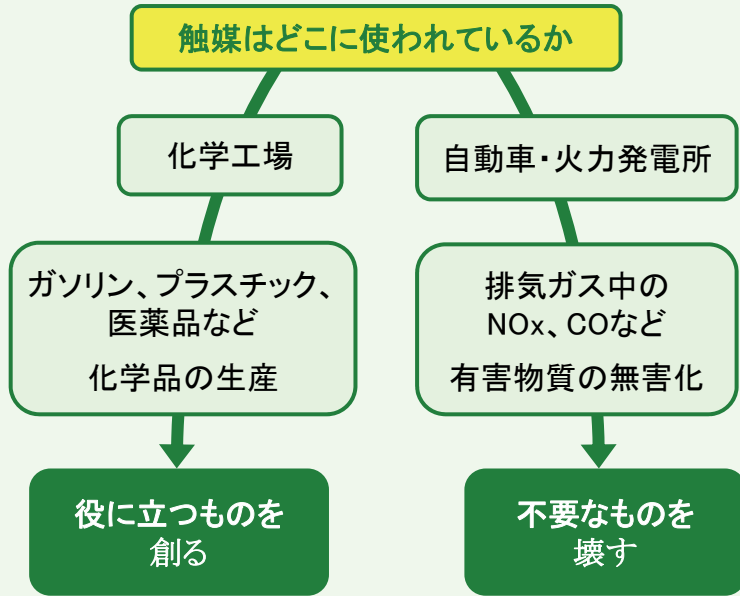 触媒はどこに使われているか
化学工場
自動車・火力発電所
ガソリン、プラスチック、
医薬品など
化学品の生産
排気ガス中の
NOx、COなど
有害物質の無害化
役に立つものを
創る
不要なものを
壊す